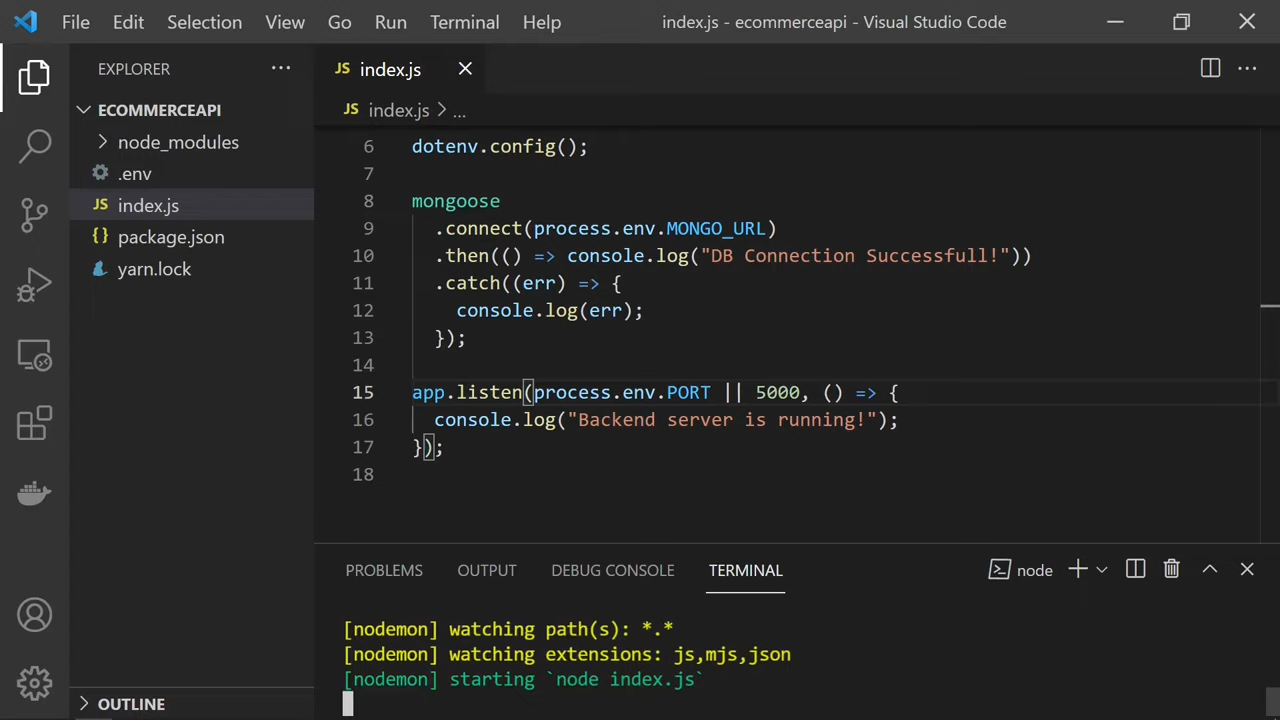 File Edit Selection View Go Run Terminal Help index.js - ecommerceapi - Visual Studio Code
EXPLORER
ECOMMERCEAPI
node_modules
.env
JS index.js
{} package.json
yarn.lock
OUTLINE
JS index.js
JS index.js > ...
6 dotenv.config();
7
8 mongoose
9 .connect(process.env.MONGO_URL)
10 .then(() => console.log("DB Connection Successfull!"))
11 .catch((err) => {
12 console.log(err);
13 });
14
15 app.listen(process.env.PORT || 5000, () => {
16 console.log("Backend server is running!");
17 });
18
PROBLEMS OUTPUT DEBUG CONSOLE TERMINAL node
[nodemon] watching path(s): *.*
[nodemon] watching extensions: js,mjs,json
[nodemon] starting `node index.js`